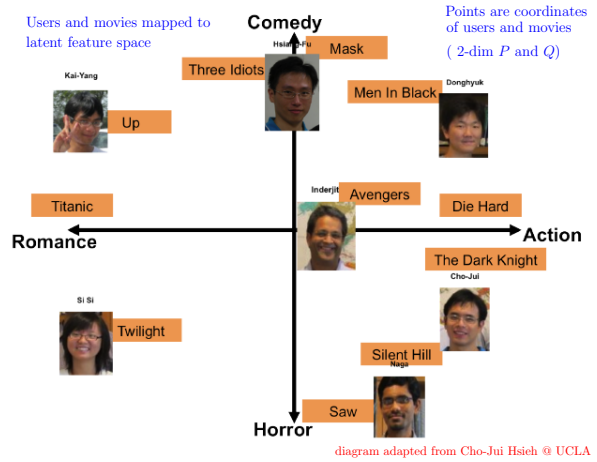 Users and movies mapped to
latent feature space
Comedy
Points are coordinates
of users and movies
( 2-dim P and Q)
Hsiang-Fu
Mask
Three Idiots
Kai-Yang
Up
Men In Black
Donghyuk
Inderjit
Avengers
Titanic
Die Hard
Romance
Action
The Dark Knight
Cho-Jui
Si Si
Twilight
Silent Hill
Naga
Saw
Horror
diagram adapted from Cho-Jui Hsieh @ UCLA